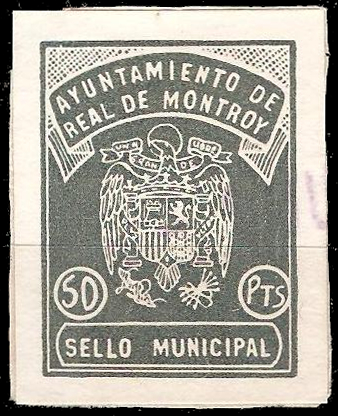 AYUNTAMIENTO DE
REAL DE MONTROY
UNA GRANDE LIBRE
50 PTS
SELLO MUNICIPAL